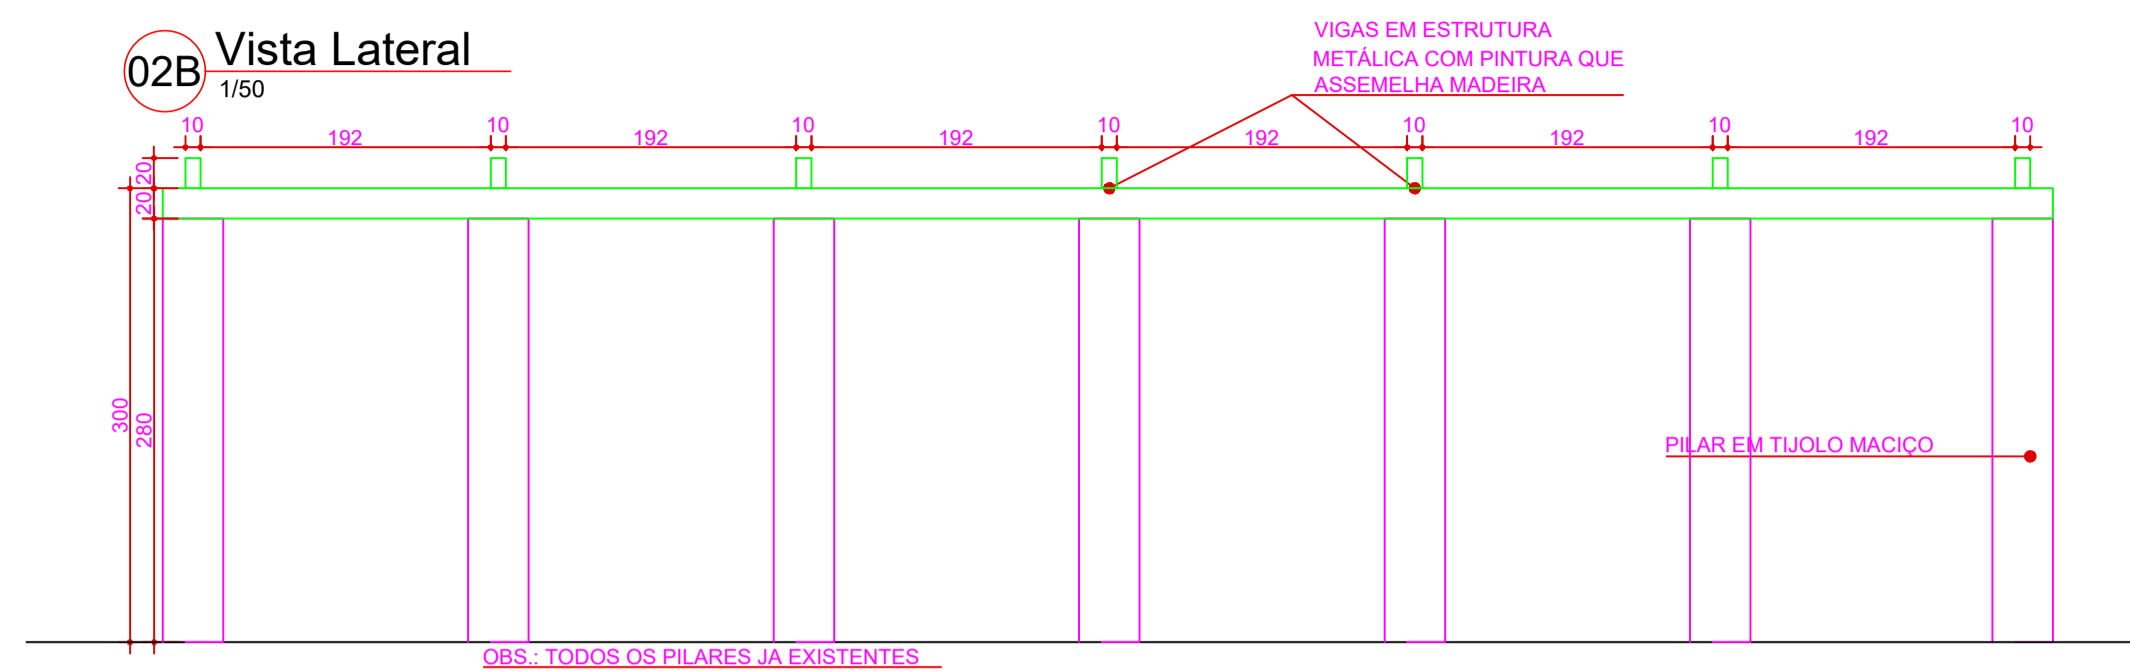 02B
Vista Lateral
1/50
VIGAS EM ESTRUTURA
METÁLICA COM PINTURA QUE
ASSEMELHA MADEIRA
10 192 10 192 10 192 10 192 10 192 10 192 10
20
20
300
280
PILAR EM TIJOLO MACIÇO
OBS.: TODOS OS PILARES JA EXISTENTES